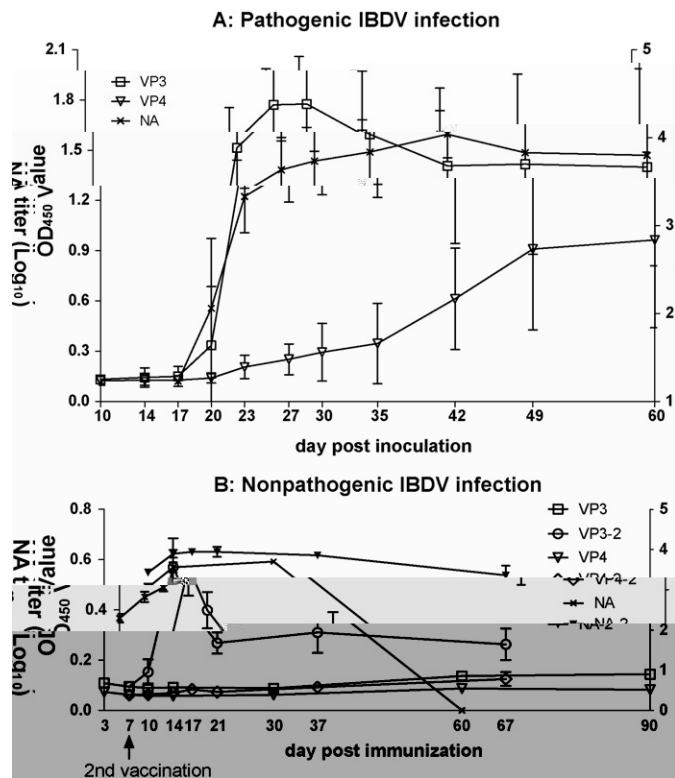 A: Pathogenic IBDV infection
2.1
1.8
1.5
1.2
0.9
0.6
0.3
0.0
OD450 Value
NA titer (Log10)
VP3
VP4
NA
5
4
3
2
1
10 14 17 20 23 27 30 35 42 49 60
day post inoculation
B: Nonpathogenic IBDV infection
0.8
0.6
0.4
0.2
0.0
(Log10)
VP3
VP3-2
VP4
NA
NA-2
5
4
3
2
1
0
3 7 10 14 17 21 30 37 60 67 90
day post immunization
2nd vaccination